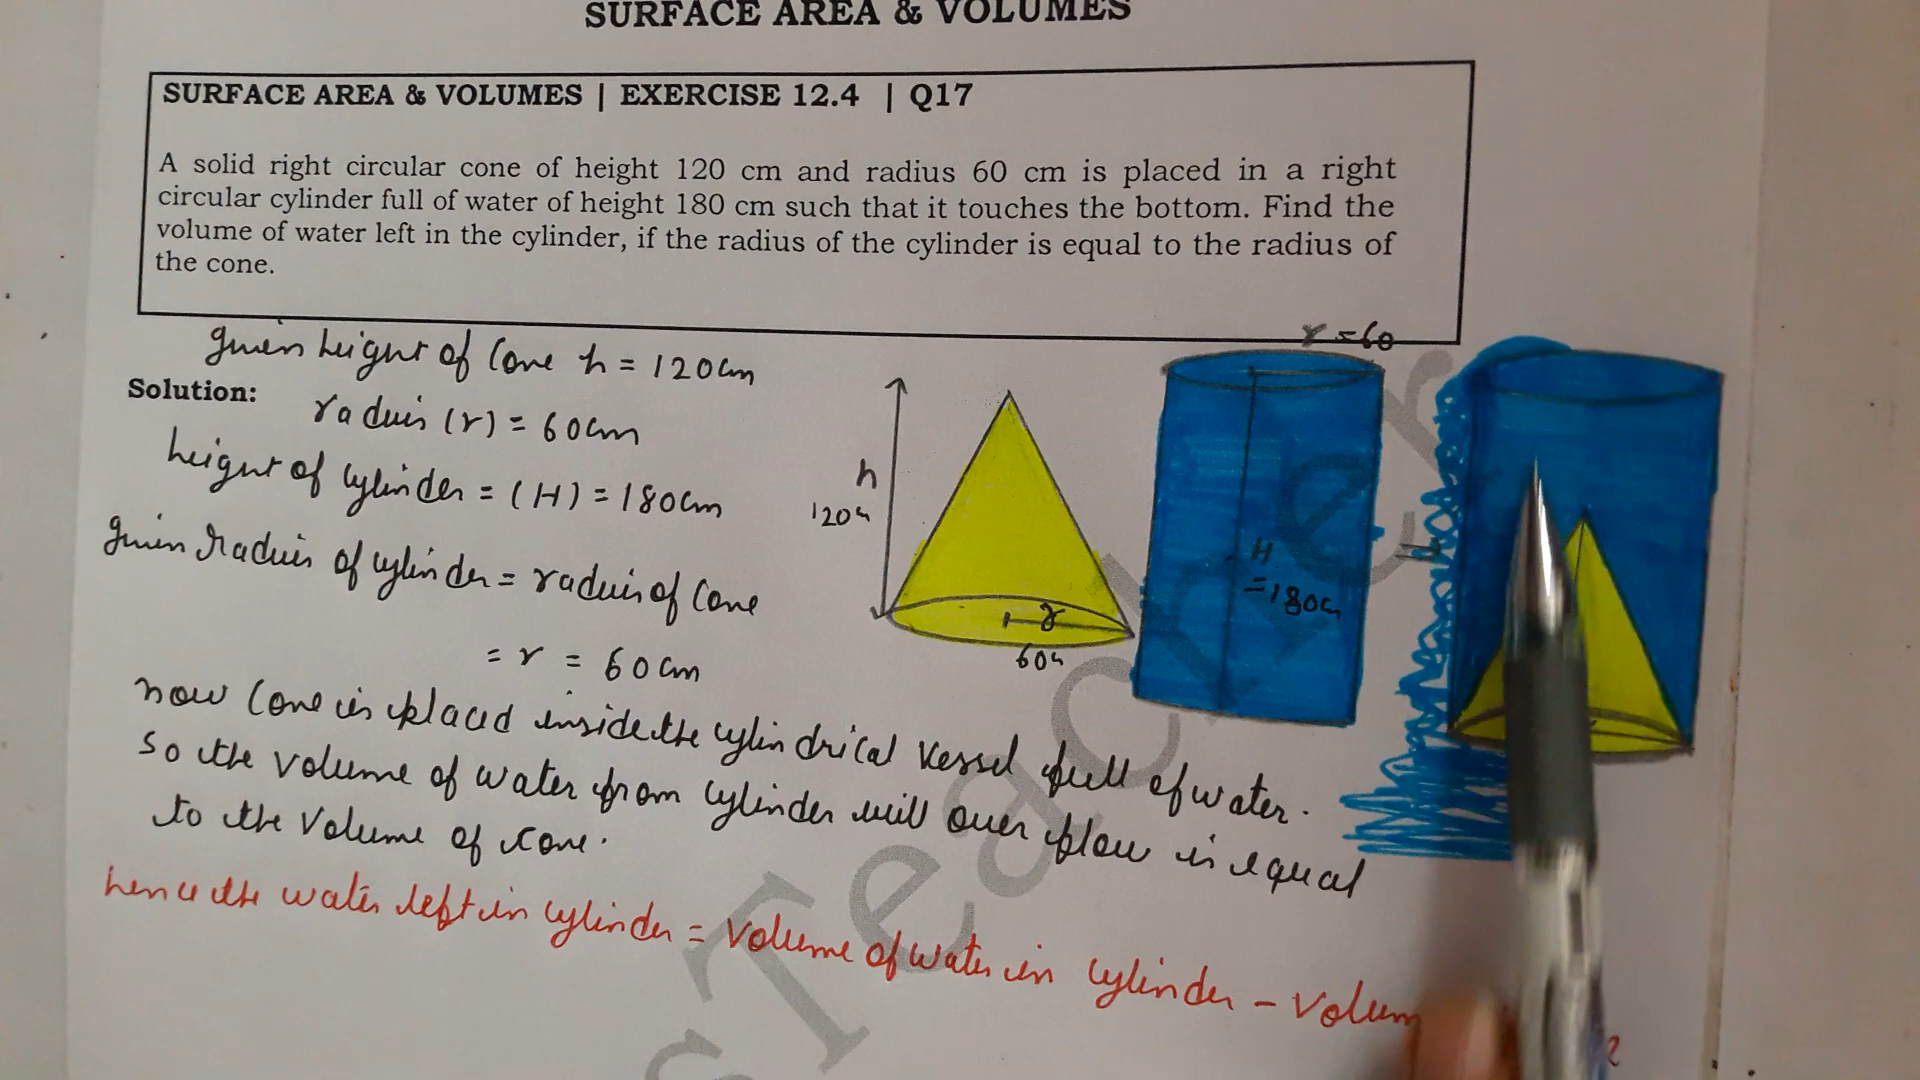 SURFACE AREA & VOLUMES
SURFACE AREA & VOLUMES | EXERCISE 12.4 | Q17
A solid right circular cone of height 120 cm and radius 60 cm is placed in a right
circular cylinder full of water of height 180 cm such that it touches the bottom. Find the
volume of water left in the cylinder, if the radius of the cylinder is equal to the radius of
the cone.
given height of Cone h = 120cm
Solution:
radius (r) = 60cm
height of cylinder = (H) = 180cm
given radius of cylinder = radius of Cone
= r = 60cm
now Cone is placed inside the cylindrical vessel full of water.
so the volume of water from cylinder will over flow is equal
to the volume of cone.
hence the water left in cylinder = Volume of water in cylinder - Volum
h
120
r
60
r = 60
H
= 180
Teacher